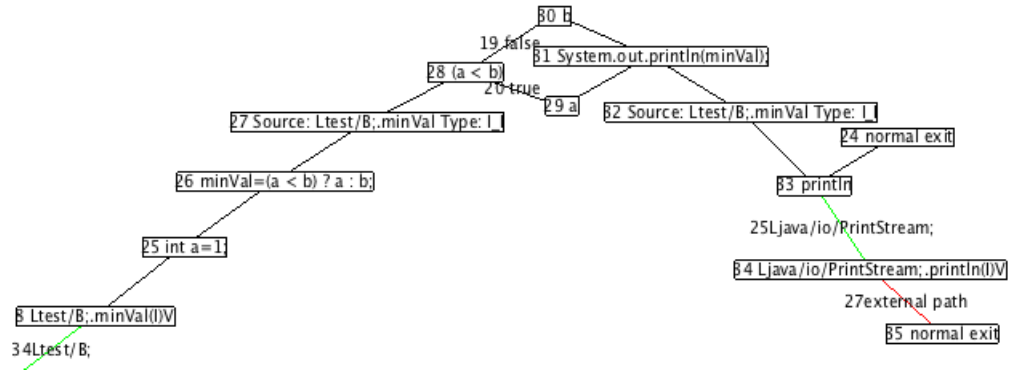 30 b
19 false
31 System.out.println(minVal);
28 (a < b)
20 true
29 a
27 Source: Ltest/B;.minVal Type: I_I
32 Source: Ltest/B;.minVal Type: I_I
24 normal exit
26 minVal=(a < b) ? a : b;
33 println
25Ljava/io/PrintStream;
25 int a=1;
34 Ljava/io/PrintStream;.println(I)V
27external path
8 Ltest/B;.minVal(I)V
35 normal exit
34Ltest/B;